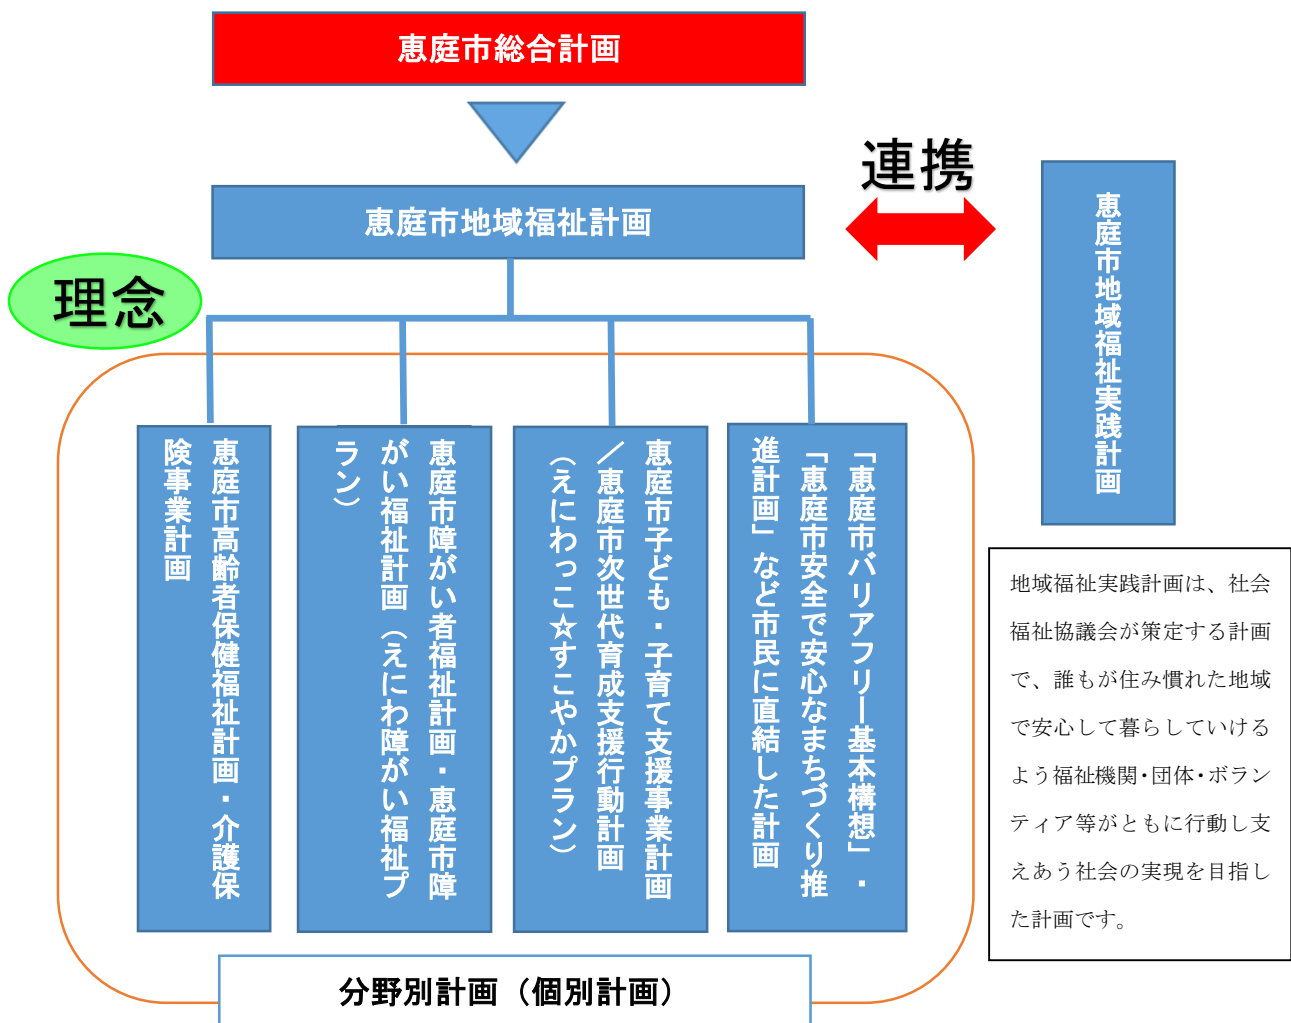 恵庭市総合計画
連携
恵庭市地域福祉計画
恵庭市地域福祉実践計画
理念
恵庭市高齢者保健福祉計画・介護保
険事業計画
恵庭市障がい者福祉計画・恵庭市障
がい福祉計画（えにわ障がい福祉プ
ラン）
恵庭市子ども・子育て支援事業計画
／恵庭市次世代育成支援行動計画
（えにわっこ☆すこやかプラン）
「恵庭市バリアフリー基本構想」・
「恵庭市安全で安心なまちづくり推
進計画」など市民に直結した計画
地域福祉実践計画は、社会
福祉協議会が策定する計画
で、誰もが住み慣れた地域
で安心して暮らしていける
よう福祉機関・団体・ボラン
ティア等がともに行動し支
えあう社会の実現を目指し
た計画です。
分野別計画（個別計画）